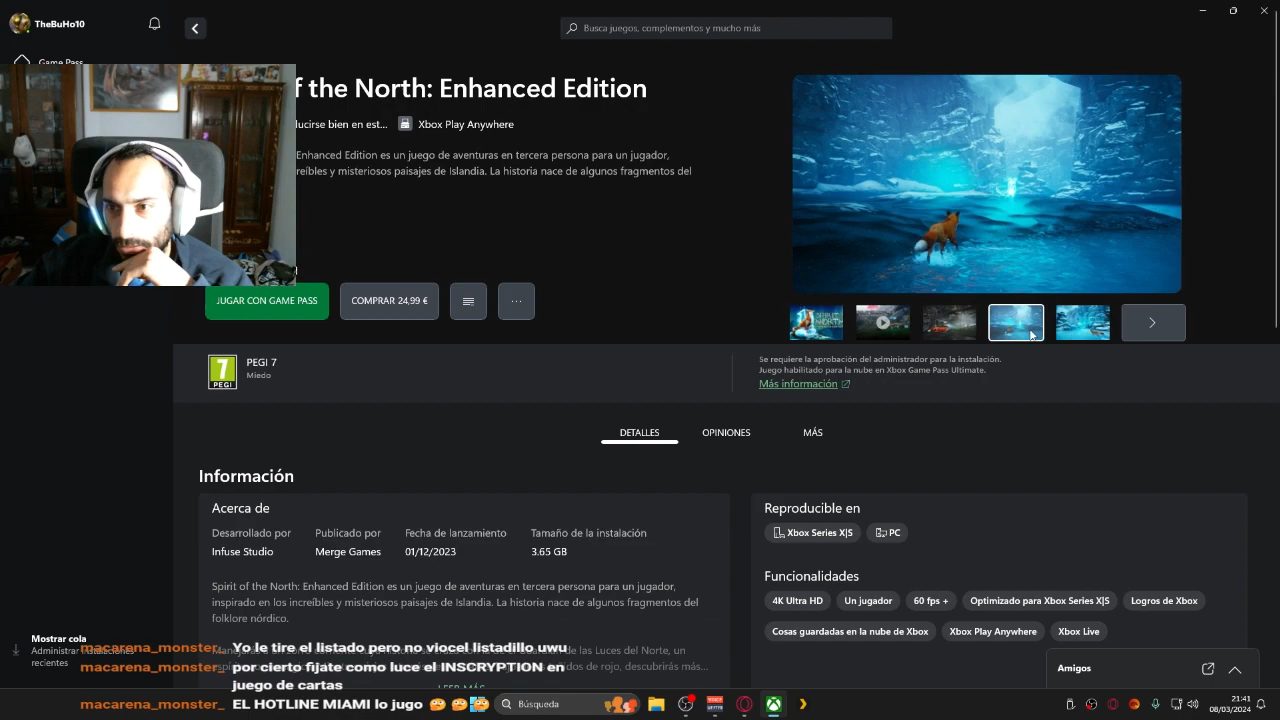 TheBuHo10
Busca juegos, complementos y mucho más
Game Pass
f the North: Enhanced Edition
lucirse bien en est... Xbox Play Anywhere
Enhanced Edition es un juego de aventuras en tercera persona para un jugador,
reíbles y misteriosos paisajes de Islandia. La historia nace de algunos fragmentos del
JUGAR CON GAME PASS
COMPRAR 24,99 €
...
7
PEGI
PEGI 7
Miedo
Se requiere la aprobación del administrador para la instalación.
Juego habilitado para la nube en Xbox Game Pass Ultimate.
Más información
DETALLES
OPINIONES
MÁS
Información
Acerca de
Desarrollado por Publicado por Fecha de lanzamiento Tamaño de la instalación
Infuse Studio Merge Games 01/12/2023 3.65 GB
Spirit of the North: Enhanced Edition es un juego de aventuras en tercera persona para un jugador,
inspirado en los increíbles y misteriosos paisajes de Islandia. La historia nace de algunos fragmentos del
folklore nórdico.
LEER MÁS
Reproducible en
Xbox Series X|S PC
Funcionalidades
4K Ultra HD Un jugador 60 fps + Optimizado para Xbox Series X|S Logros de Xbox
Cosas guardadas en la nube de Xbox Xbox Play Anywhere Xbox Live
Mostrar cola
Administrar instalaciones
recientes
macarena_monster_ Yo le tiro el hande pero no vicieel listadillo uwu
macarena_monster_ por cierto fijate como luce el INSCRYPTION en
juego de cartas
macarena_monster_ EL HOTLINE MIAMI lo jugo
Amigos
Búsqueda
21:41
08/03/2024